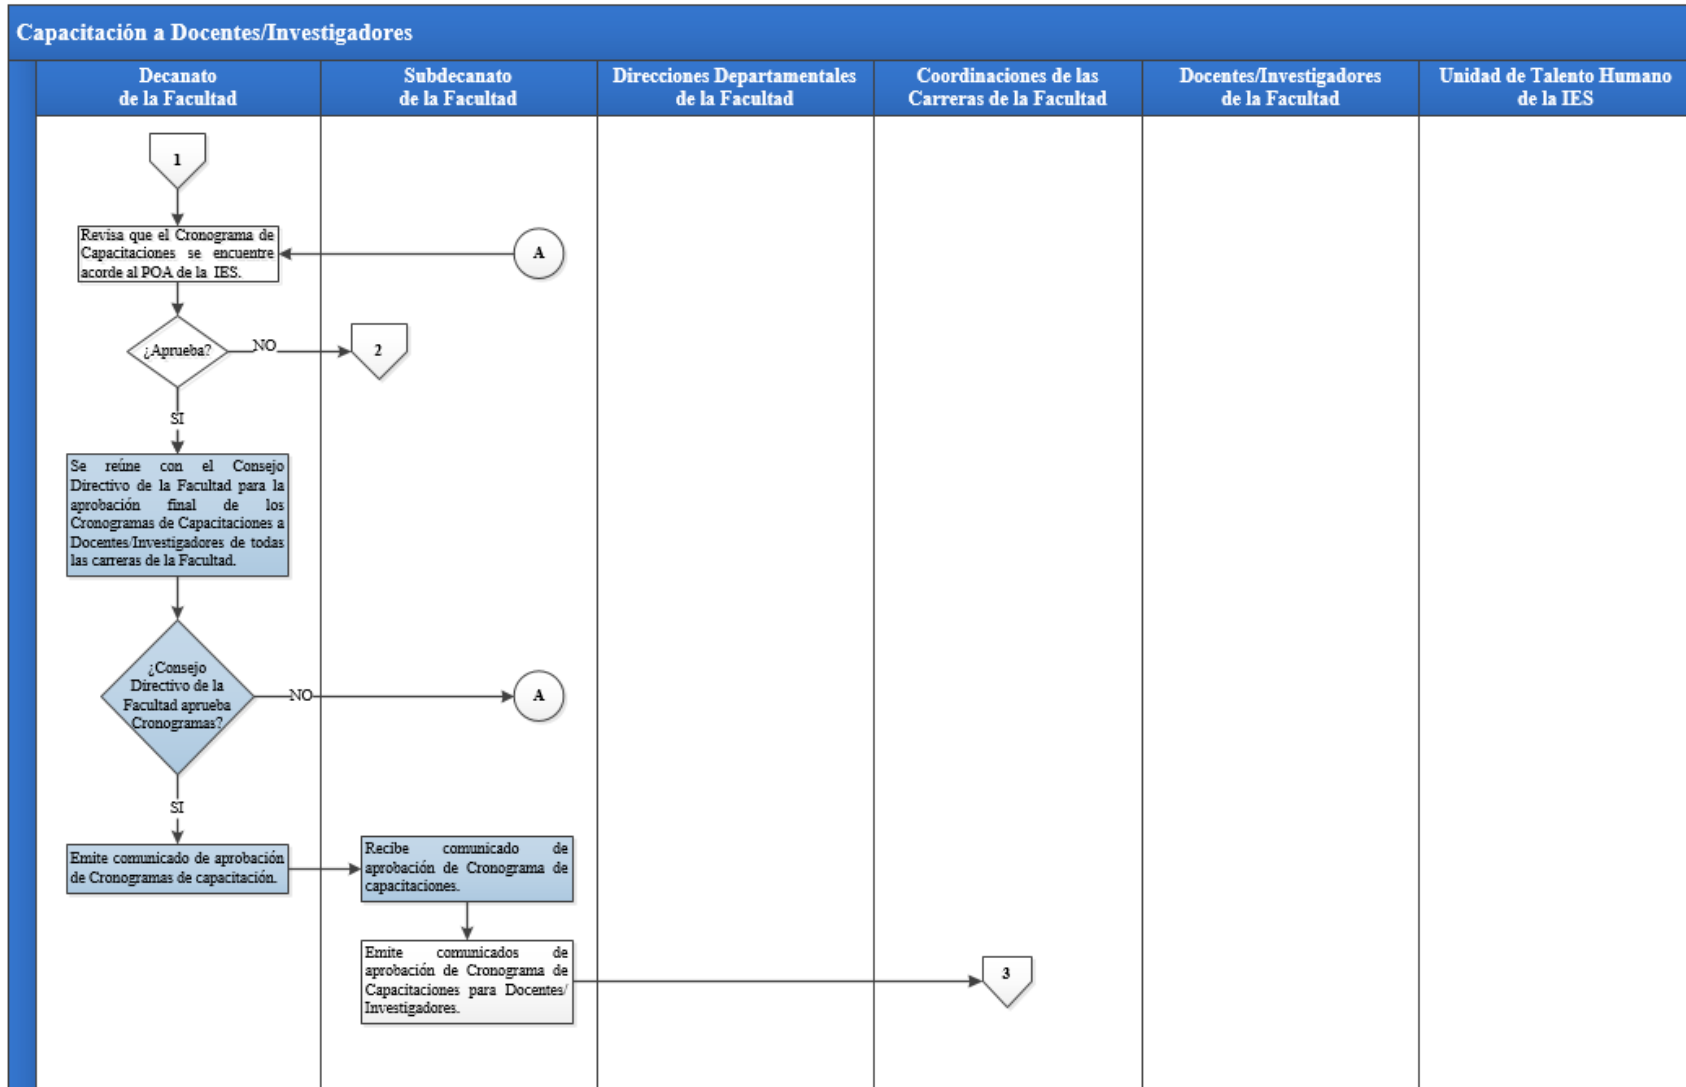 Capacitación a Docentes/Investigadores
Decanato
de la Facultad
Subdecanato
de la Facultad
Direcciones Departamentales
de la Facultad
Coordinaciones de las
Carreras de la Facultad
Docentes/Investigadores
de la Facultad
Unidad de Talento Humano
de la IES
1
Revisa que el Cronograma de
Capacitaciones se encuentre
acorde al POA de la IES.
A
¿Aprueba?
NO
2
SI
Se reúne con el Consejo
Directivo de la Facultad para la
aprobación final de los
Cronogramas de Capacitaciones a
Docentes/Investigadores de todas
las carreras de la Facultad.
¿Consejo
Directivo de la
Facultad aprueba
Cronogramas?
NO
A
SI
Emite comunicado de aprobación
de Cronogramas de capacitación.
Recibe comunicado de
aprobación de Cronograma de
capacitaciones.
Emite comunicados de
aprobación de Cronograma de
Capacitaciones para Docentes/
Investigadores.
3